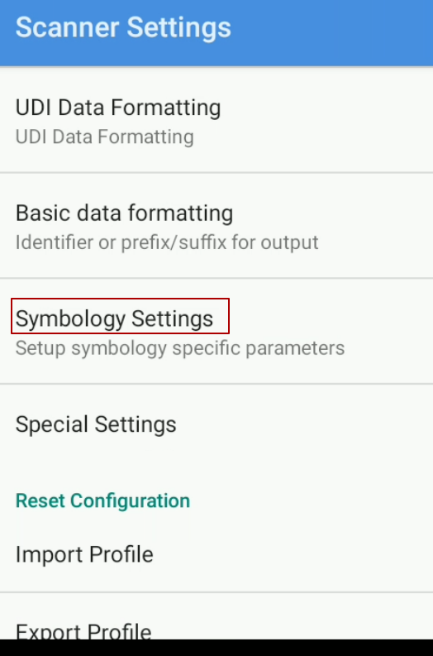 Scanner Settings
UDI Data Formatting
UDI Data Formatting
Basic data formatting
Identifier or prefix/suffix for output
Symbology Settings
Setup symbology specific parameters
Special Settings
Reset Configuration
Import Profile
Export Profile